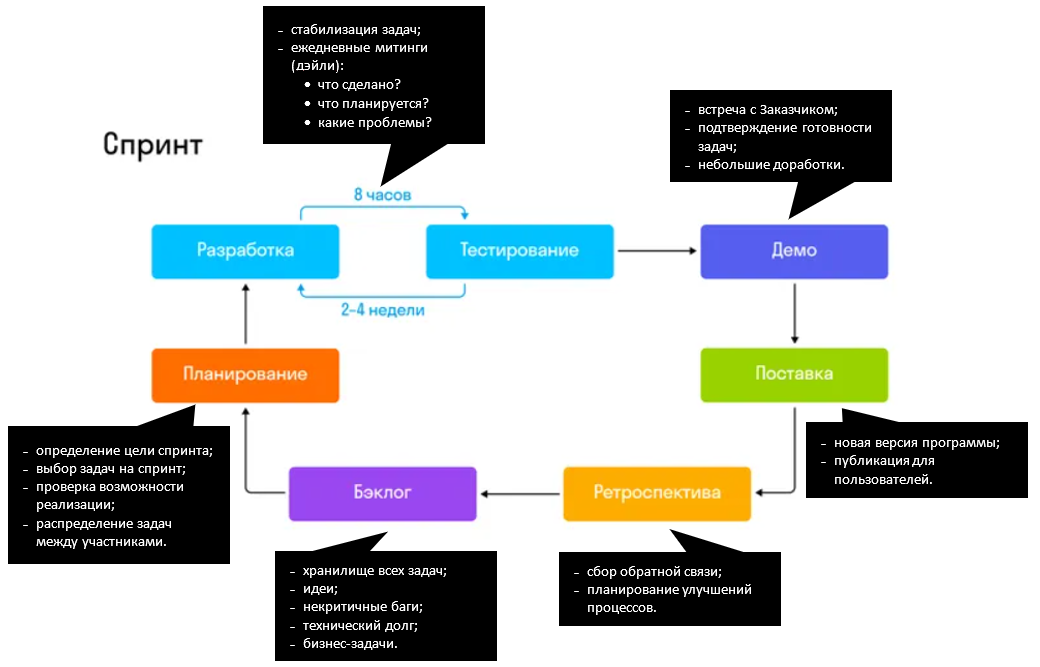 - стабилизация задач;
- ежедневные митинги
(дэйли):
• что сделано?
• что планируется?
• какие проблемы?
- встреча с Заказчиком;
- подтверждение готовности
задач;
- небольшие доработки.
Спринт
8 часов
Разработка
Тестирование
Демо
2-4 недели
Планирование
Поставка
- определение цели спринта;
- выбор задач на спринт;
- проверка возможности
реализации;
- распределение задач
между участниками.
- новая версия программы;
- публикация для
пользователей.
Бэклог
Ретроспектива
- хранилище всех задач;
- идеи;
- некритичные баги;
- технический долг;
- бизнес-задачи.
- сбор обратной связи;
- планирование улучшений
процессов.